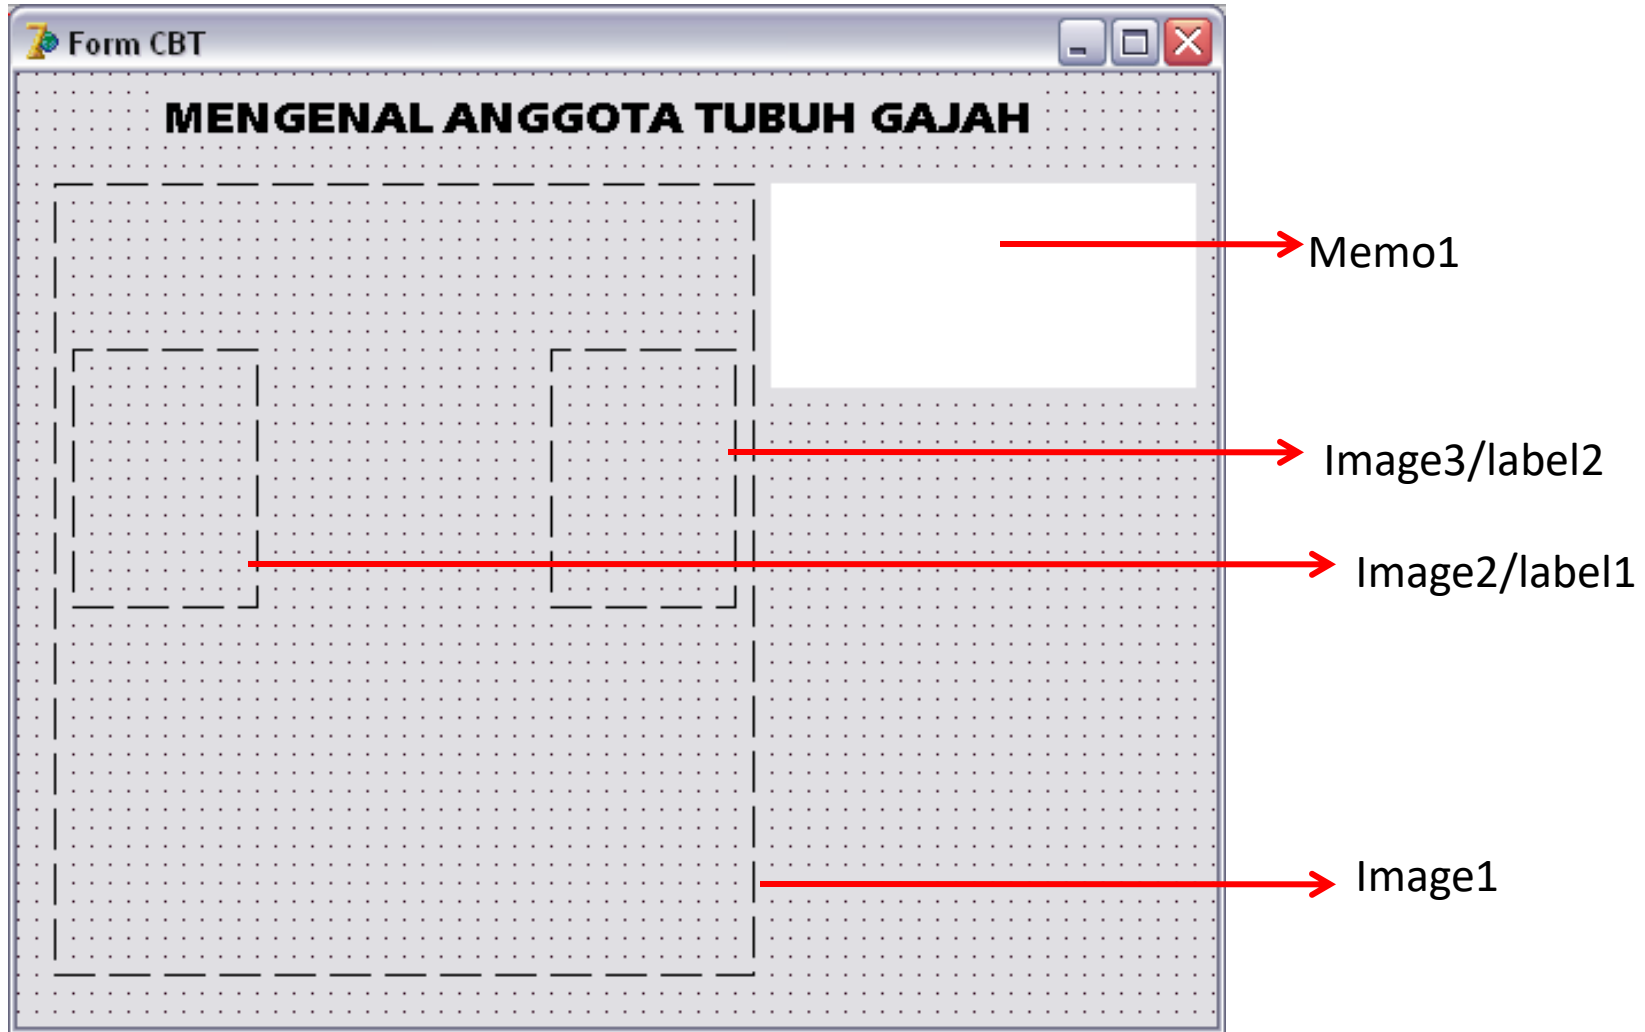 Form CBT
MENGENAL ANGGOTA TUBUH GAJAH
Memo1
Image3/label2
Image2/label1
Image1